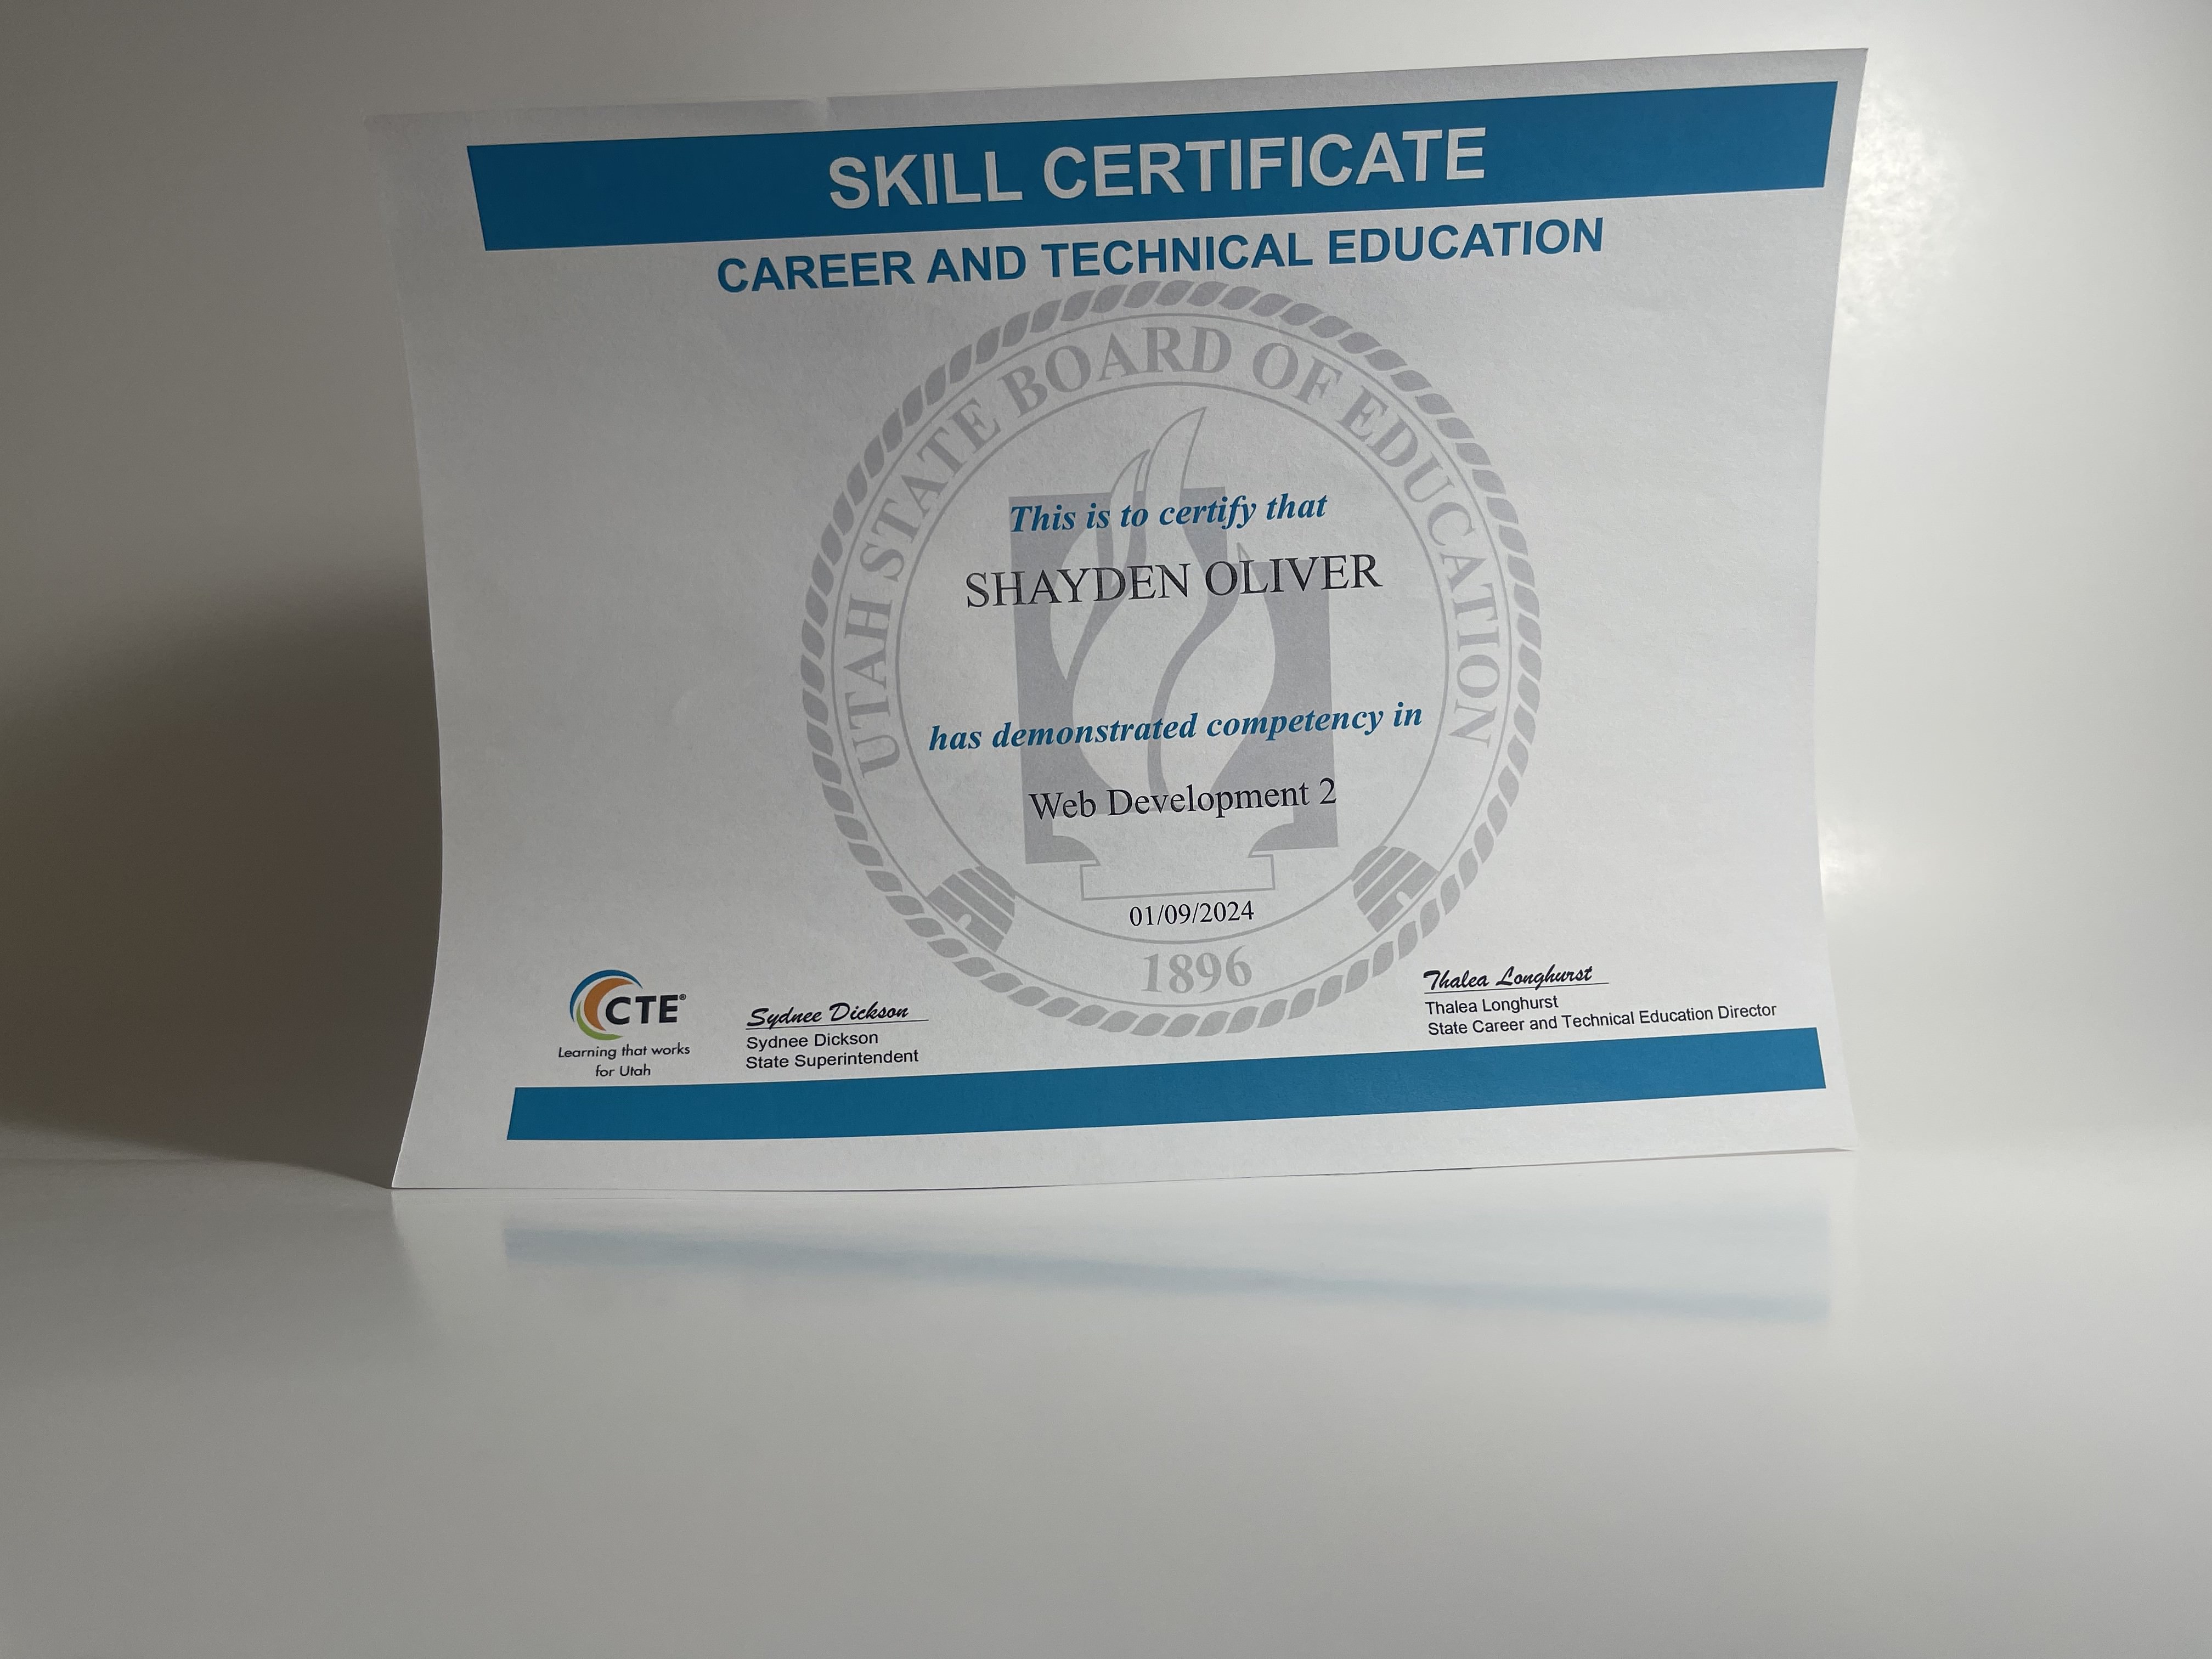 SKILL CERTIFICATE
CAREER AND TECHNICAL EDUCATION
UTAH STATE BOARD OF EDUCATION
This is to certify that
SHAYDEN OLIVER
has demonstrated competency in
Web Development 2
01/09/2024
1896
CTE®
Learning that works
for Utah
Sydnee Dickson
Sydnee Dickson
State Superintendent
Thalea Longhurst
Thalea Longhurst
State Career and Technical Education Director